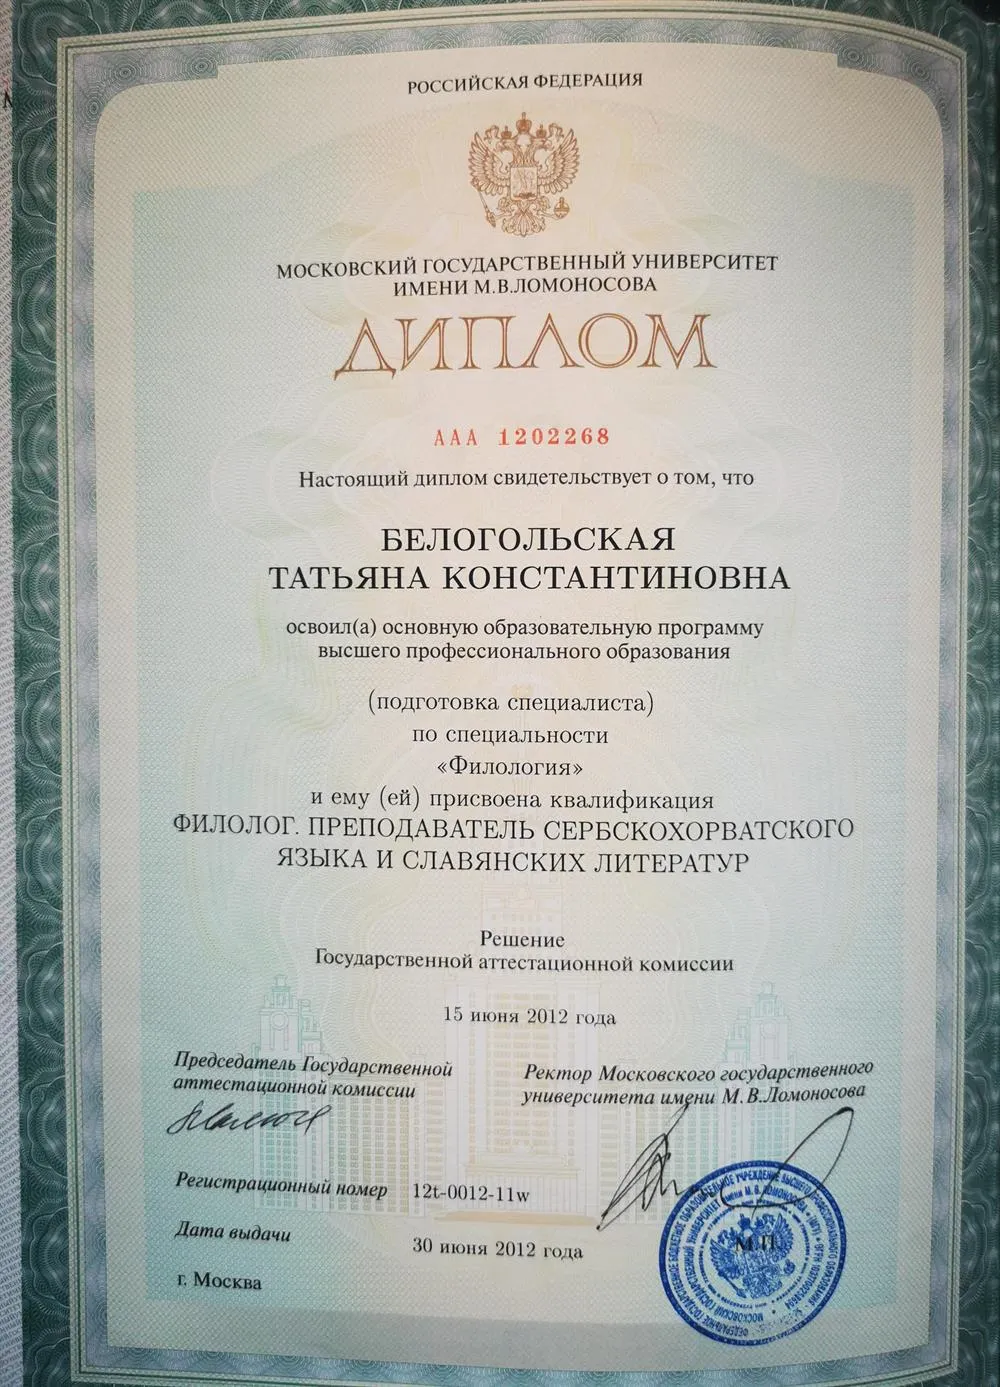 РОССИЙСКАЯ ФЕДЕРАЦИЯ
МОСКОВСКИЙ ГОСУДАРСТВЕННЫЙ УНИВЕРСИТЕТ
ИМЕНИ М.В.ЛОМОНОСОВА
ДИПЛОМ
ААА 1202268
Настоящий диплом свидетельствует о том, что
БЕЛОГОЛЬСКАЯ
ТАТЬЯНА КОНСТАНТИНОВНА
освоил(а) основную образовательную программу
высшего профессионального образования
(подготовка специалиста)
по специальности
«Филология»
и ему (ей) присвоена квалификация
ФИЛОЛОГ. ПРЕПОДАВАТЕЛЬ СЕРБСКОХОРВАТСКОГО
ЯЗЫКА И СЛАВЯНСКИХ ЛИТЕРАТУР
Решение
Государственной аттестационной комиссии
15 июня 2012 года
Председатель Государственной
аттестационной комиссии
Ректор Московского государственного
университета имени М.В.Ломоносова
Регистрационный номер 12t-0012-11w
Дата выдачи 30 июня 2012 года
М.П.
г. Москва